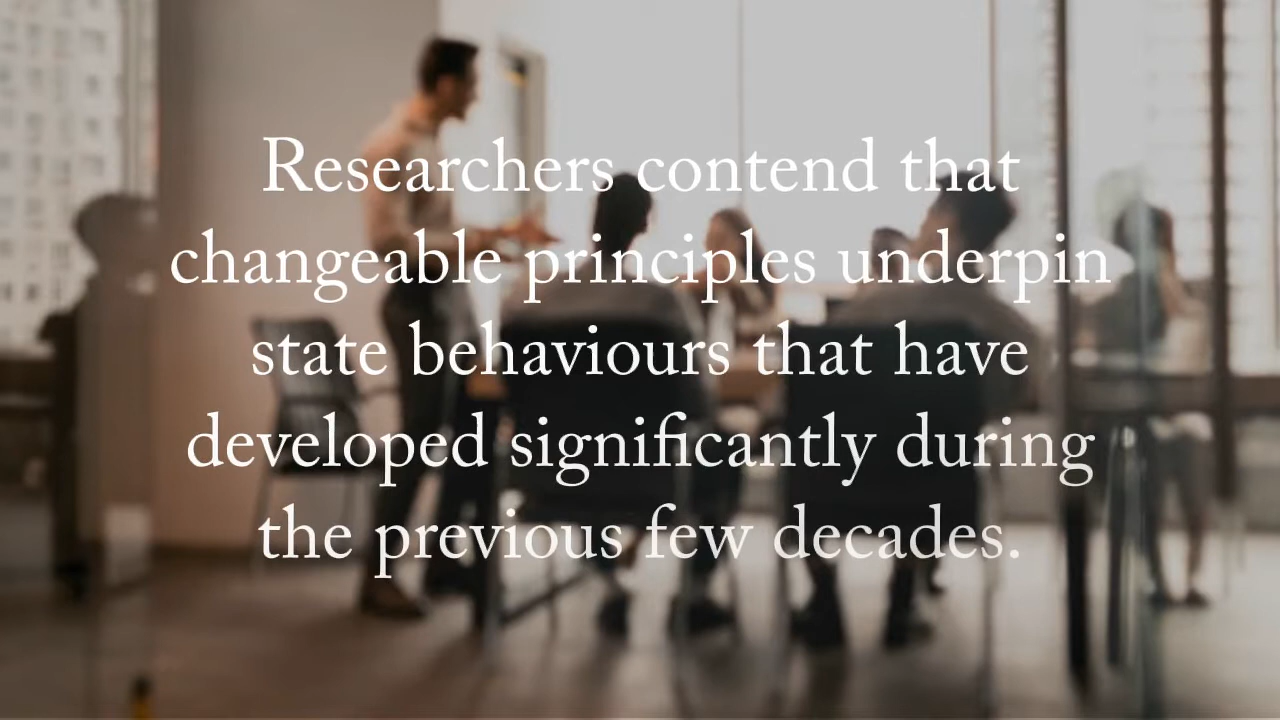 Researchers contend that
changeable principles underpin
state behaviours that have
developed significantly during
the previous few decades.